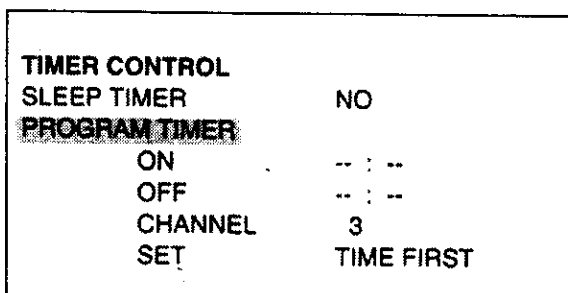 TIMER CONTROL
SLEEP TIMER NO
PROGRAM TIMER
ON -- : --
OFF -- : --
CHANNEL 3
SET TIME FIRST